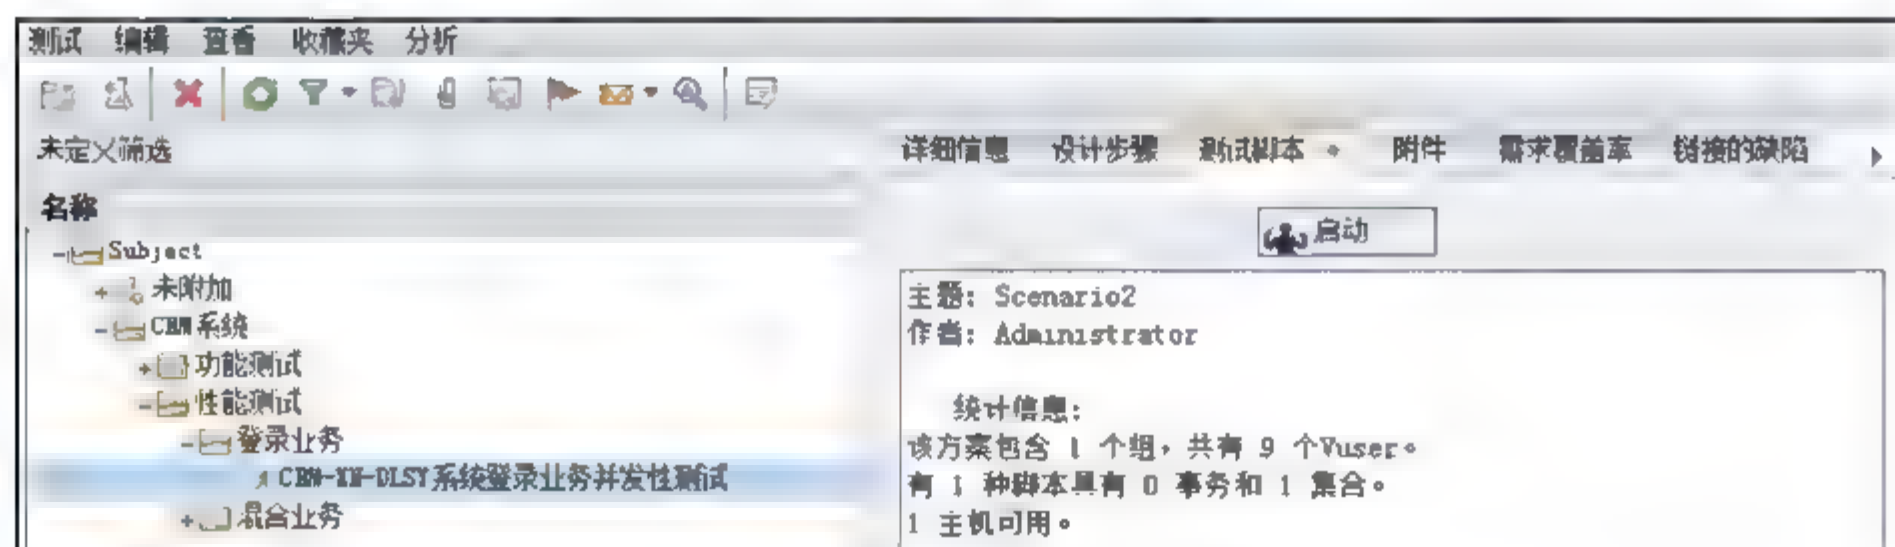 测试 编辑 查看 收藏夹 分析
未定义筛选
详细信息 设计步骤 测试脚本 附件 需求覆盖率 链接的缺陷
名称
启动
Subject
未附加
CRM系统
功能测试
性能测试
登录业务
CRM-XN-DLSY系统登录业务并发性测试
混合业务
主题: Scenario2
作者: Administrator
统计信息:
该方案包含 1 个组，共有 9 个Vuser。
有 1 种脚本具有 0 事务和 1 集合。
1 主机可用。